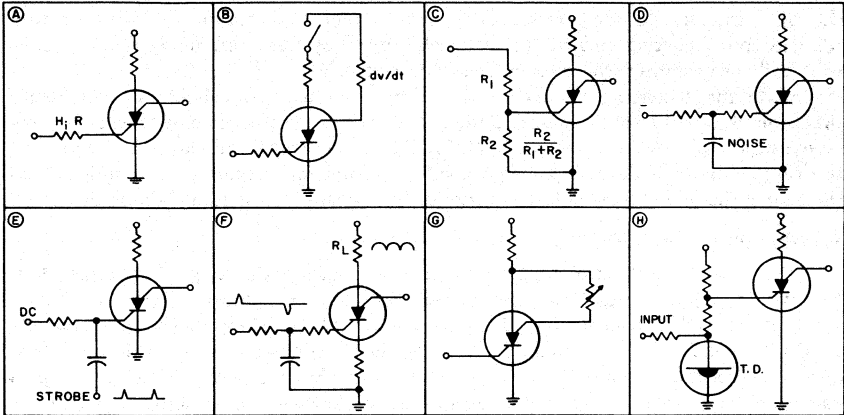 A
Hi R
B
dv/dt
C
R1
R2
R2
R1+R2
D
–
NOISE
E
DC
STROBE
F
RL
G
H
INPUT
T.D.